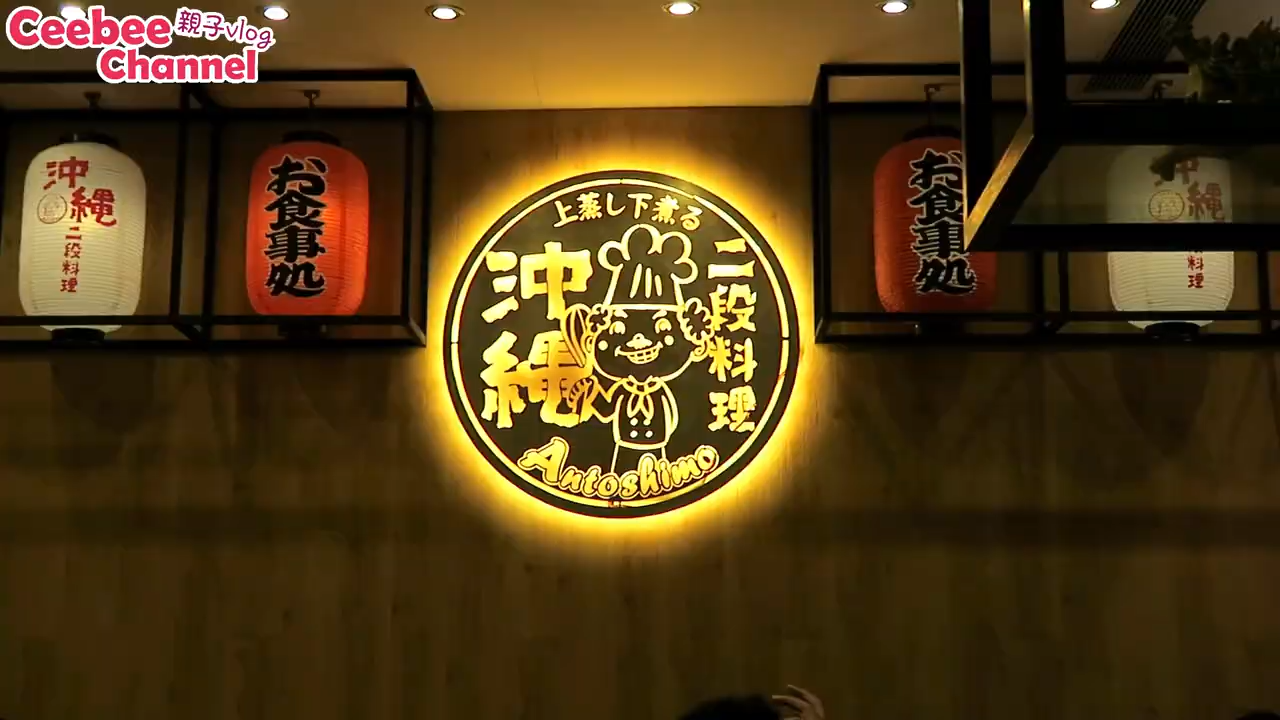 Ceebee 親子vlog
Channel
沖縄
二段料理
お食事処
上蒸し下煮る
沖縄
二段料理
Antoshimo
お食事処
沖縄
二段料理